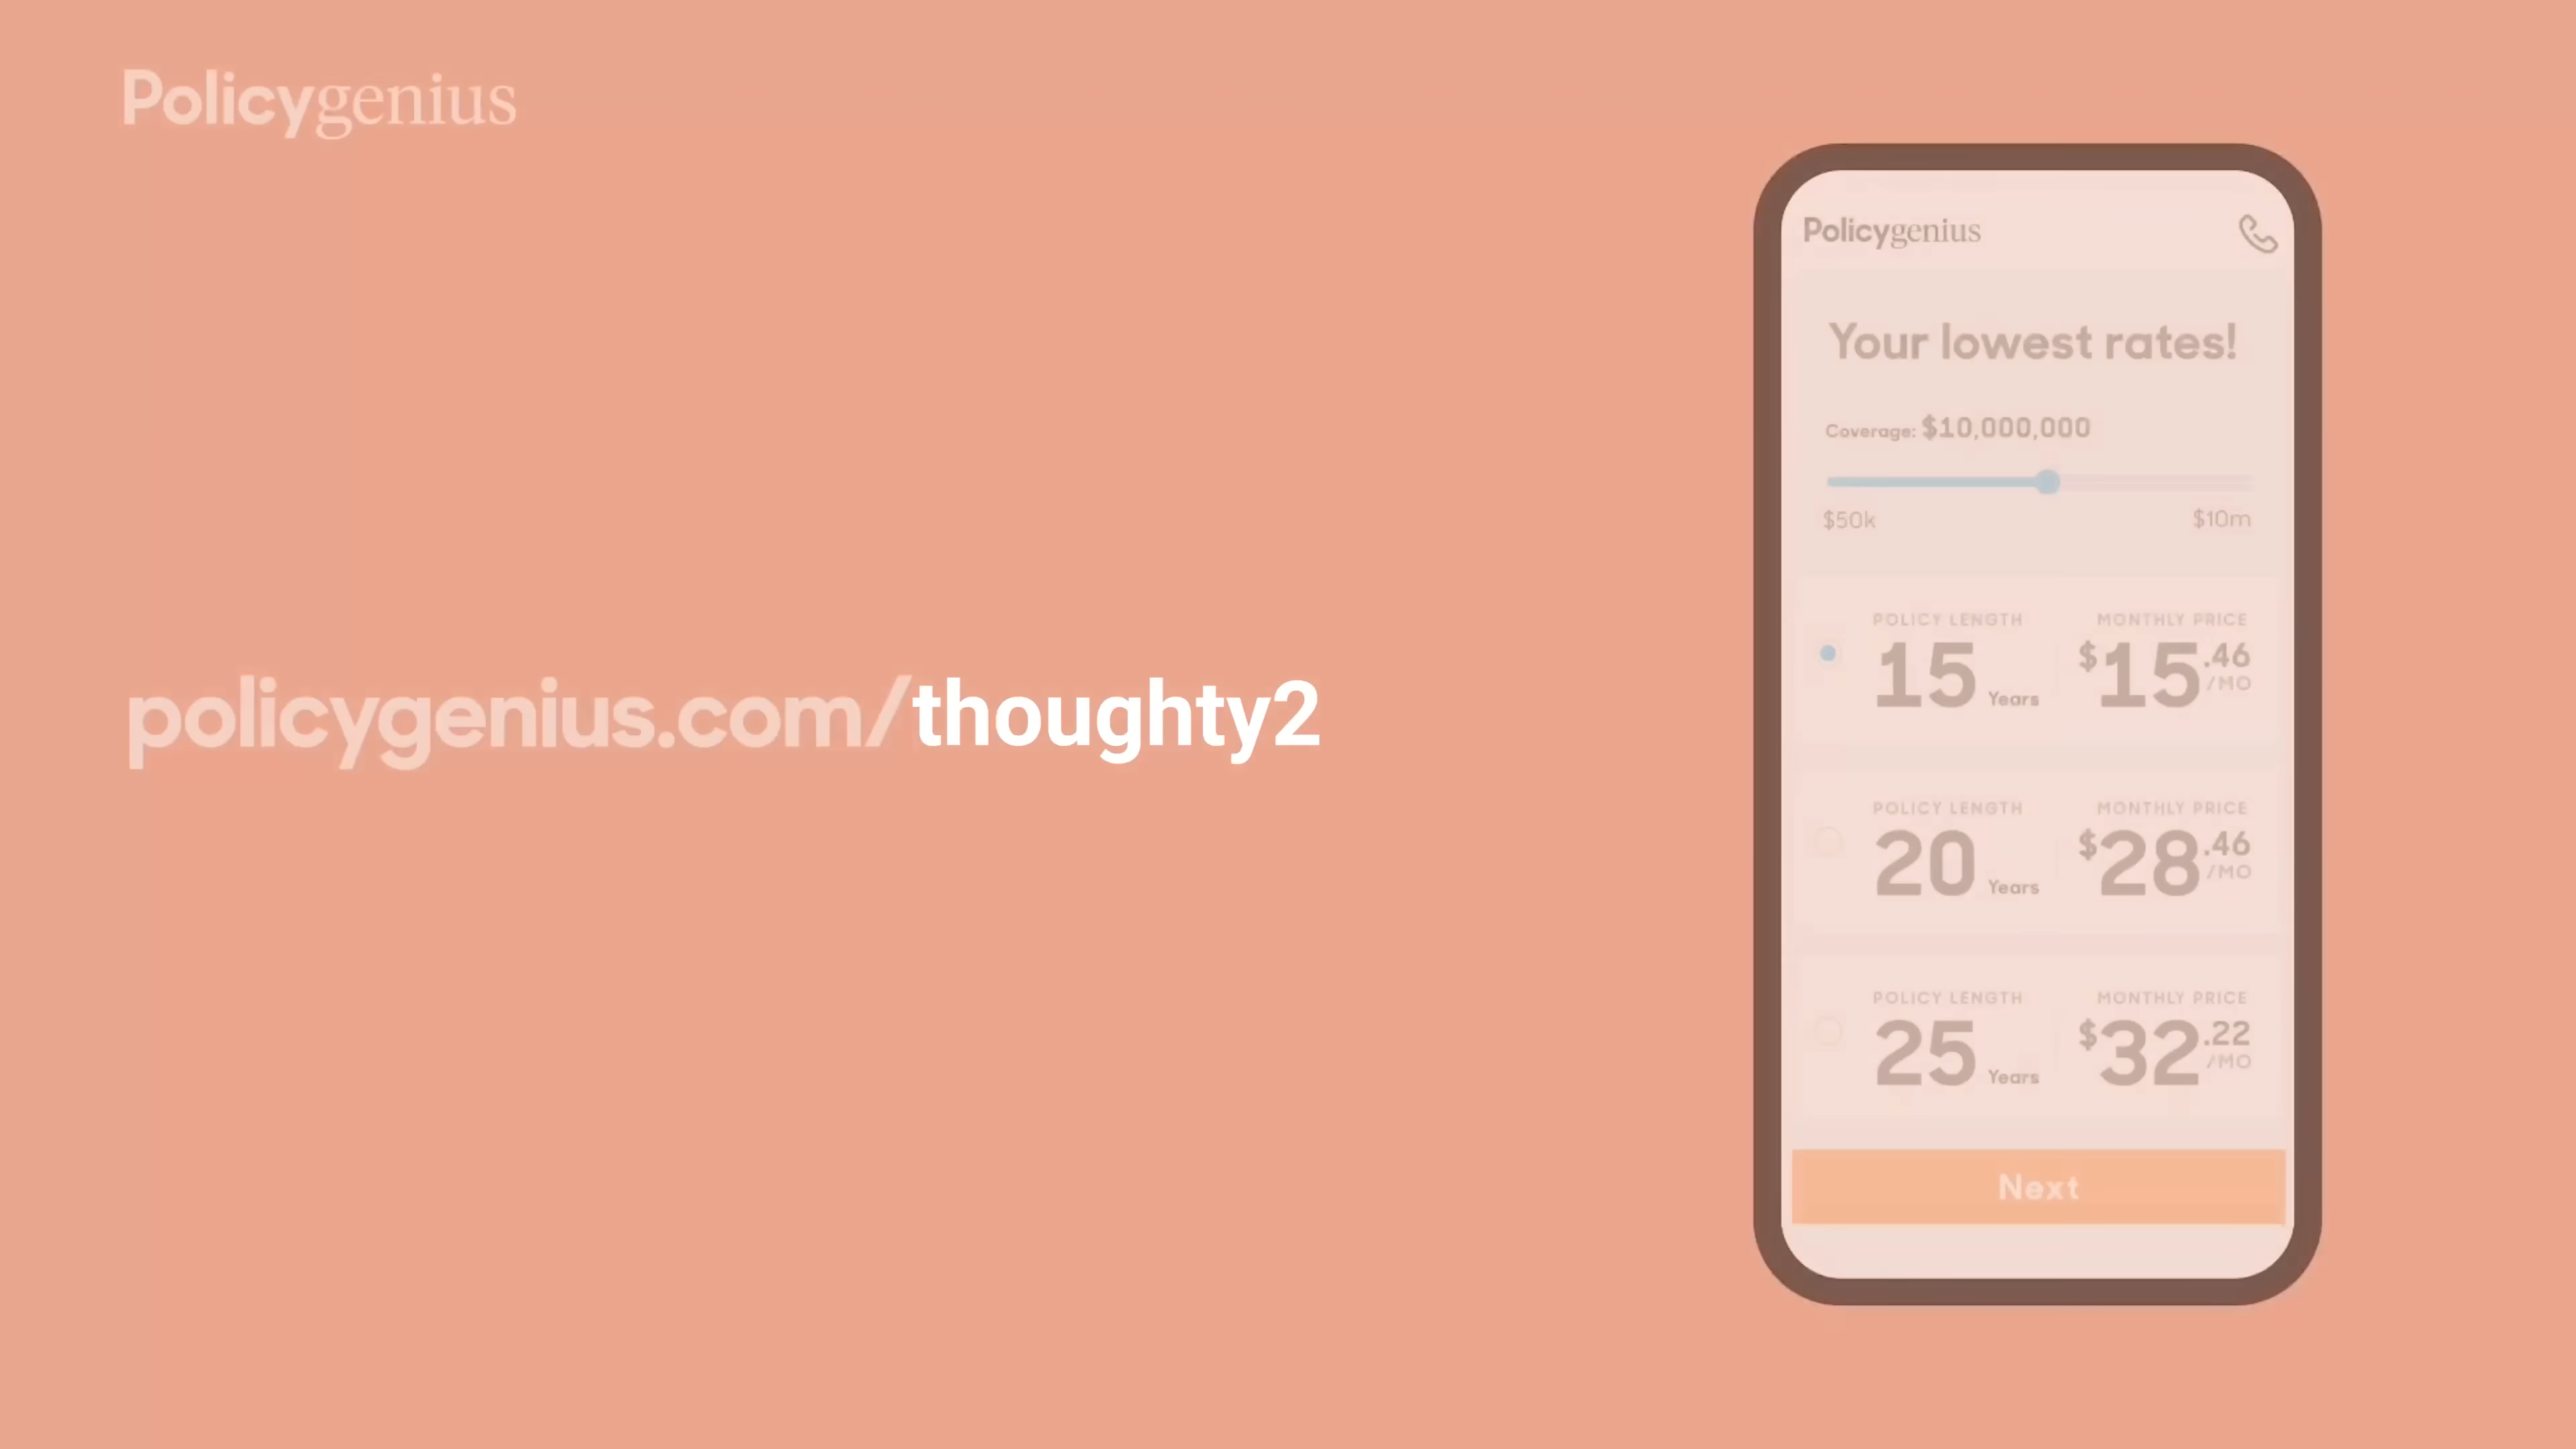 Policygenius
policygenius.com/thoughty2
Policygenius
Your lowest rates!
Coverage: $10,000,000
$50k $10m
POLICY LENGTH MONTHLY PRICE
15 Years $15.46 /MO
POLICY LENGTH MONTHLY PRICE
20 Years $28.46 /MO
POLICY LENGTH MONTHLY PRICE
25 Years $32.22 /MO
Next